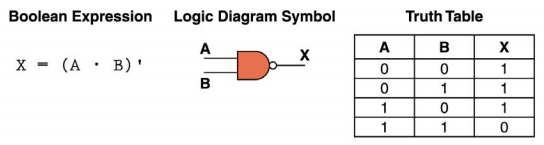 Boolean Expression Logic Diagram Symbol Truth Table
X = (A · B)'
A
B
X
A B X
0 0 1
0 1 1
1 0 1
1 1 0